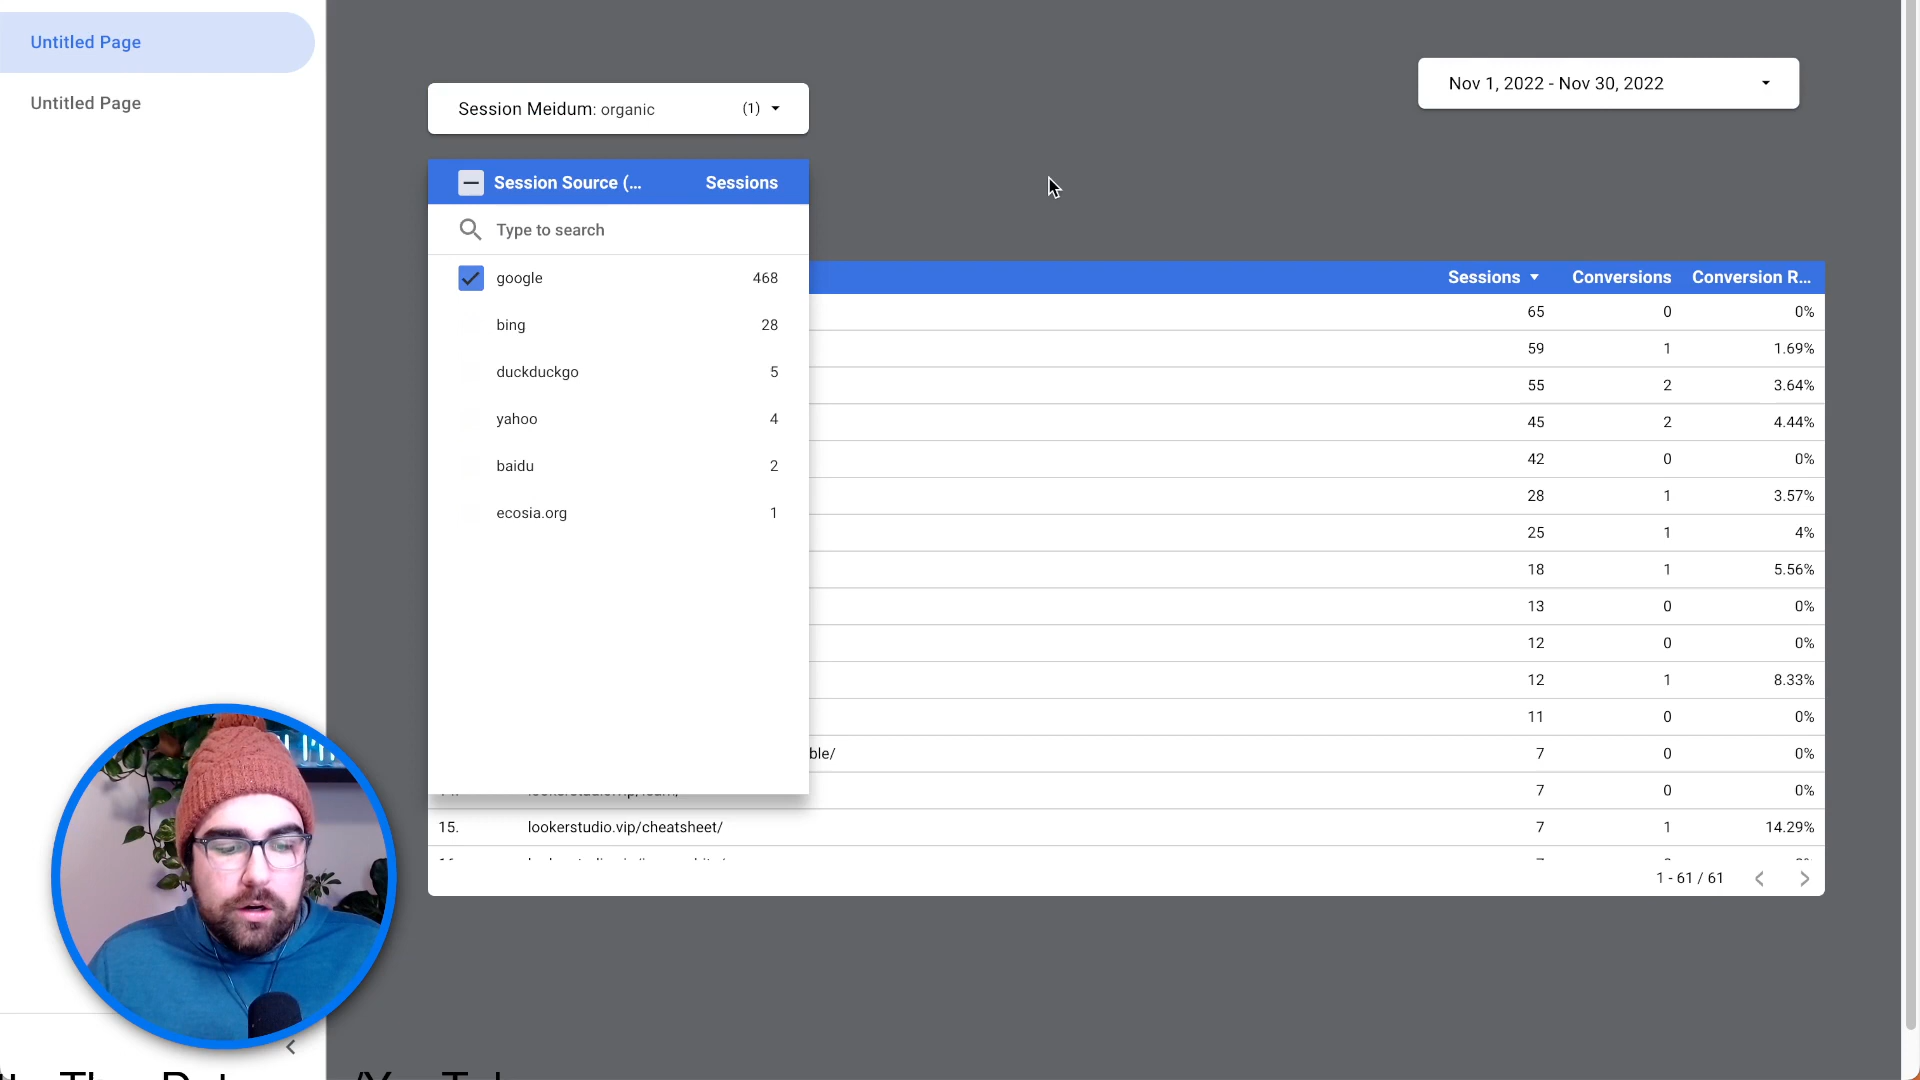 Untitled Page
Untitled Page
Nov 1, 2022 - Nov 30, 2022
Session Meidum: organic (1)
Session Source (... Sessions
Type to search
google 468
bing 28
duckduckgo 5
yahoo 4
baidu 2
ecosia.org 1
Sessions Conversions Conversion R...
65 0 0%
59 1 1.69%
55 2 3.64%
45 2 4.44%
42 0 0%
28 1 3.57%
25 1 4%
18 1 5.56%
13 0 0%
12 0 0%
12 1 8.33%
11 0 0%
ble/ 7 0 0%
7 0 0%
15. lookerstudio.vip/cheatsheet/ 7 1 14.29%
1 - 61 / 61